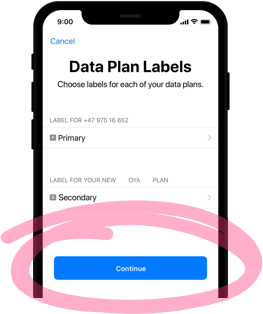 9:00
Cancel
Data Plan Labels
Choose labels for each of your data plans.
LABEL FOR +47 975 16 652
P Primary
LABEL FOR YOUR NEW OYA PLAN
Secondary
Continue